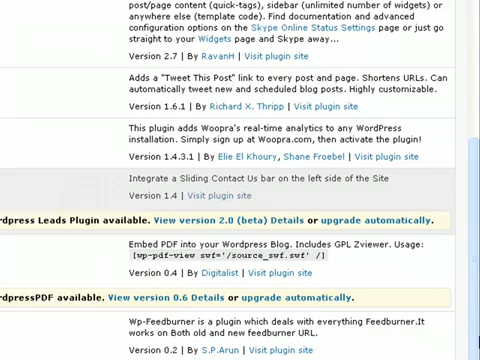 post/page content (quick-tags), sidebar (unlimited number of widgets) or
anywhere else (template code). Find documentation and advanced
configuration options on the Skype Online Status Settings page or just go
straight to your Widgets page and Skype away...
Version 2.7 | By RavanH | Visit plugin site
Adds a "Tweet This Post" link to every post and page. Shortens URLs. Can
automatically tweet new and scheduled blog posts. Highly customizable.
Version 1.6.1 | By Richard X. Thripp | Visit plugin site
This plugin adds Woopra's real-time analytics to any WordPress
installation. Simply sign up at Woopra.com, then activate the plugin!
Version 1.4.3.1 | By Elie El Khoury, Shane Froebel | Visit plugin site
Integrate a Sliding Contact Us bar on the left side of the Site
Version 1.4 | Visit plugin site
rdpress Leads Plugin available. View version 2.0 (beta) Details or upgrade automatically.
Embed PDF into your Wordpress Blog. Includes GPL Zviewer. Usage:
[wp-pdf-view swf='/source_swf.swf' /]
Version 0.4 | By Digitalist | Visit plugin site
rdpressPDF available. View version 0.6 Details or upgrade automatically.
Wp-Feedburner is a plugin which deals with everything Feedburner.It
works on Both old and new feedburner URL.
Version 0.2 | By S.P.Arun | Visit plugin site